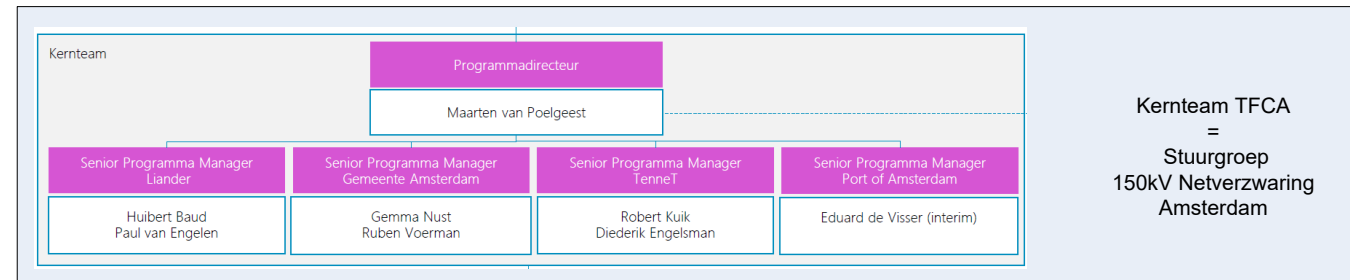 Kernteam
Programmadirecteur
Maarten van Poelgeest
Senior Programma Manager
Liander
Huibert Baud
Paul van Engelen
Senior Programma Manager
Gemeente Amsterdam
Gemma Nust
Ruben Voerman
Senior Programma Manager
TenneT
Robert Kuik
Diederik Engelsman
Senior Programma Manager
Port of Amsterdam
Eduard de Visser (interim)
Kernteam TFCA
=
Stuurgroep
150kV Netverzwaring
Amsterdam